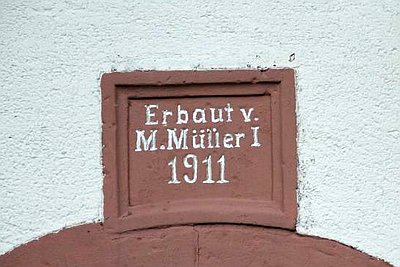 Erbaut v.
M. Müller I
1911